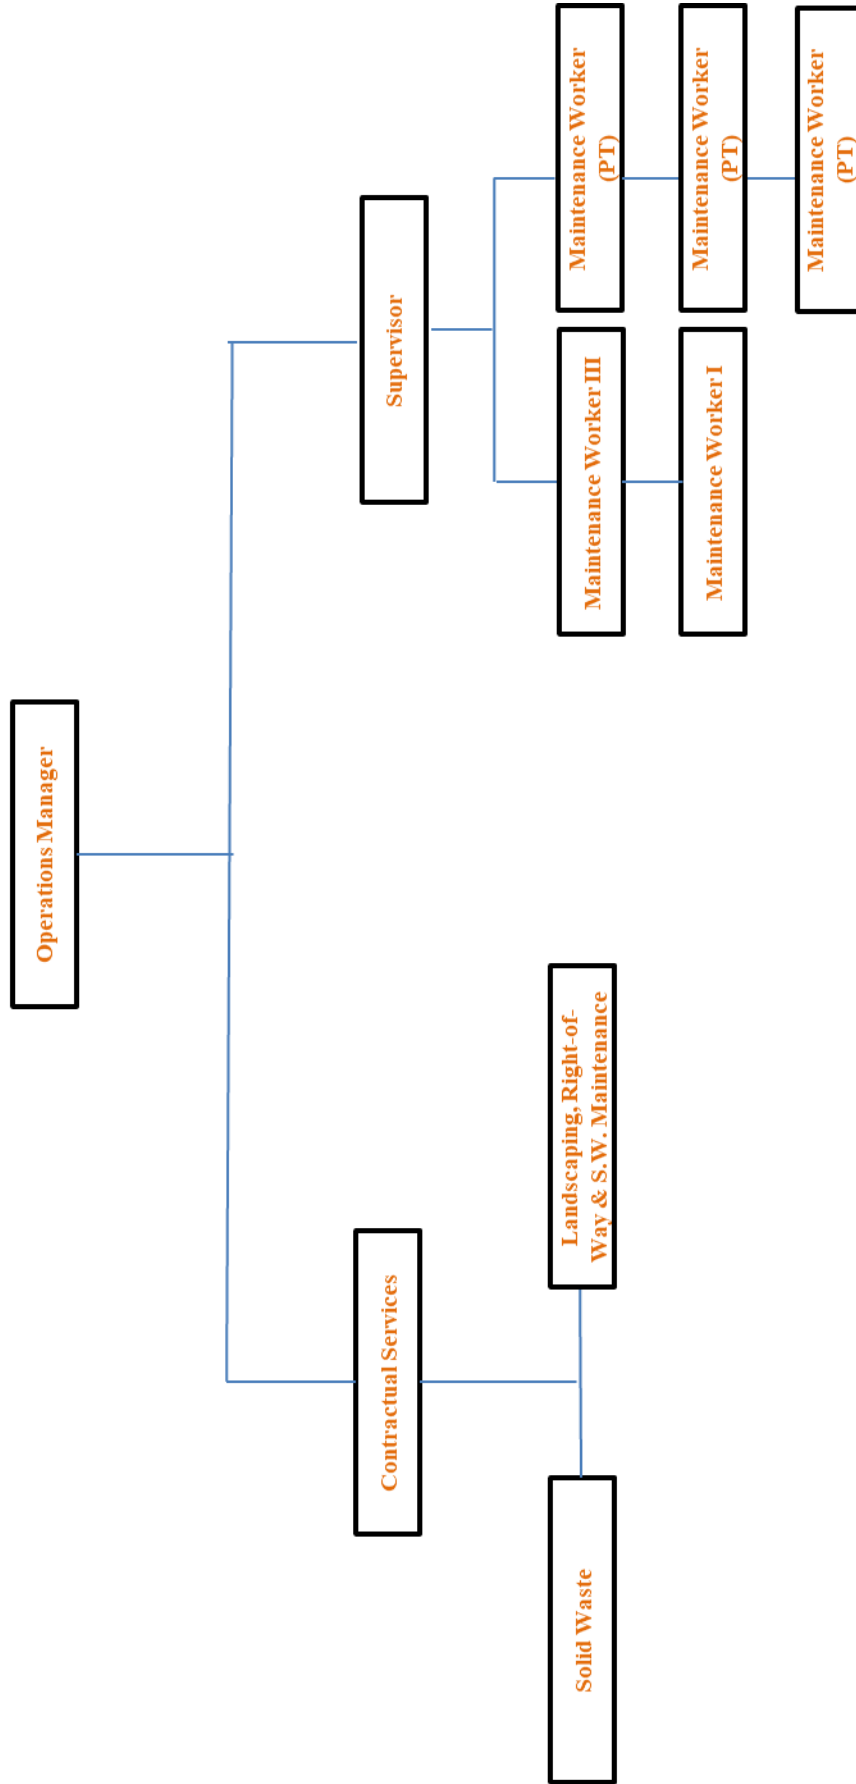 Operations Manager
Contractual Services
Supervisor
Solid Waste
Landscaping, Right-of-
Way & S.W. Maintenance
Maintenance Worker III
Maintenance Worker
(PT)
Maintenance Worker I
Maintenance Worker
(PT)
Maintenance Worker
(PT)